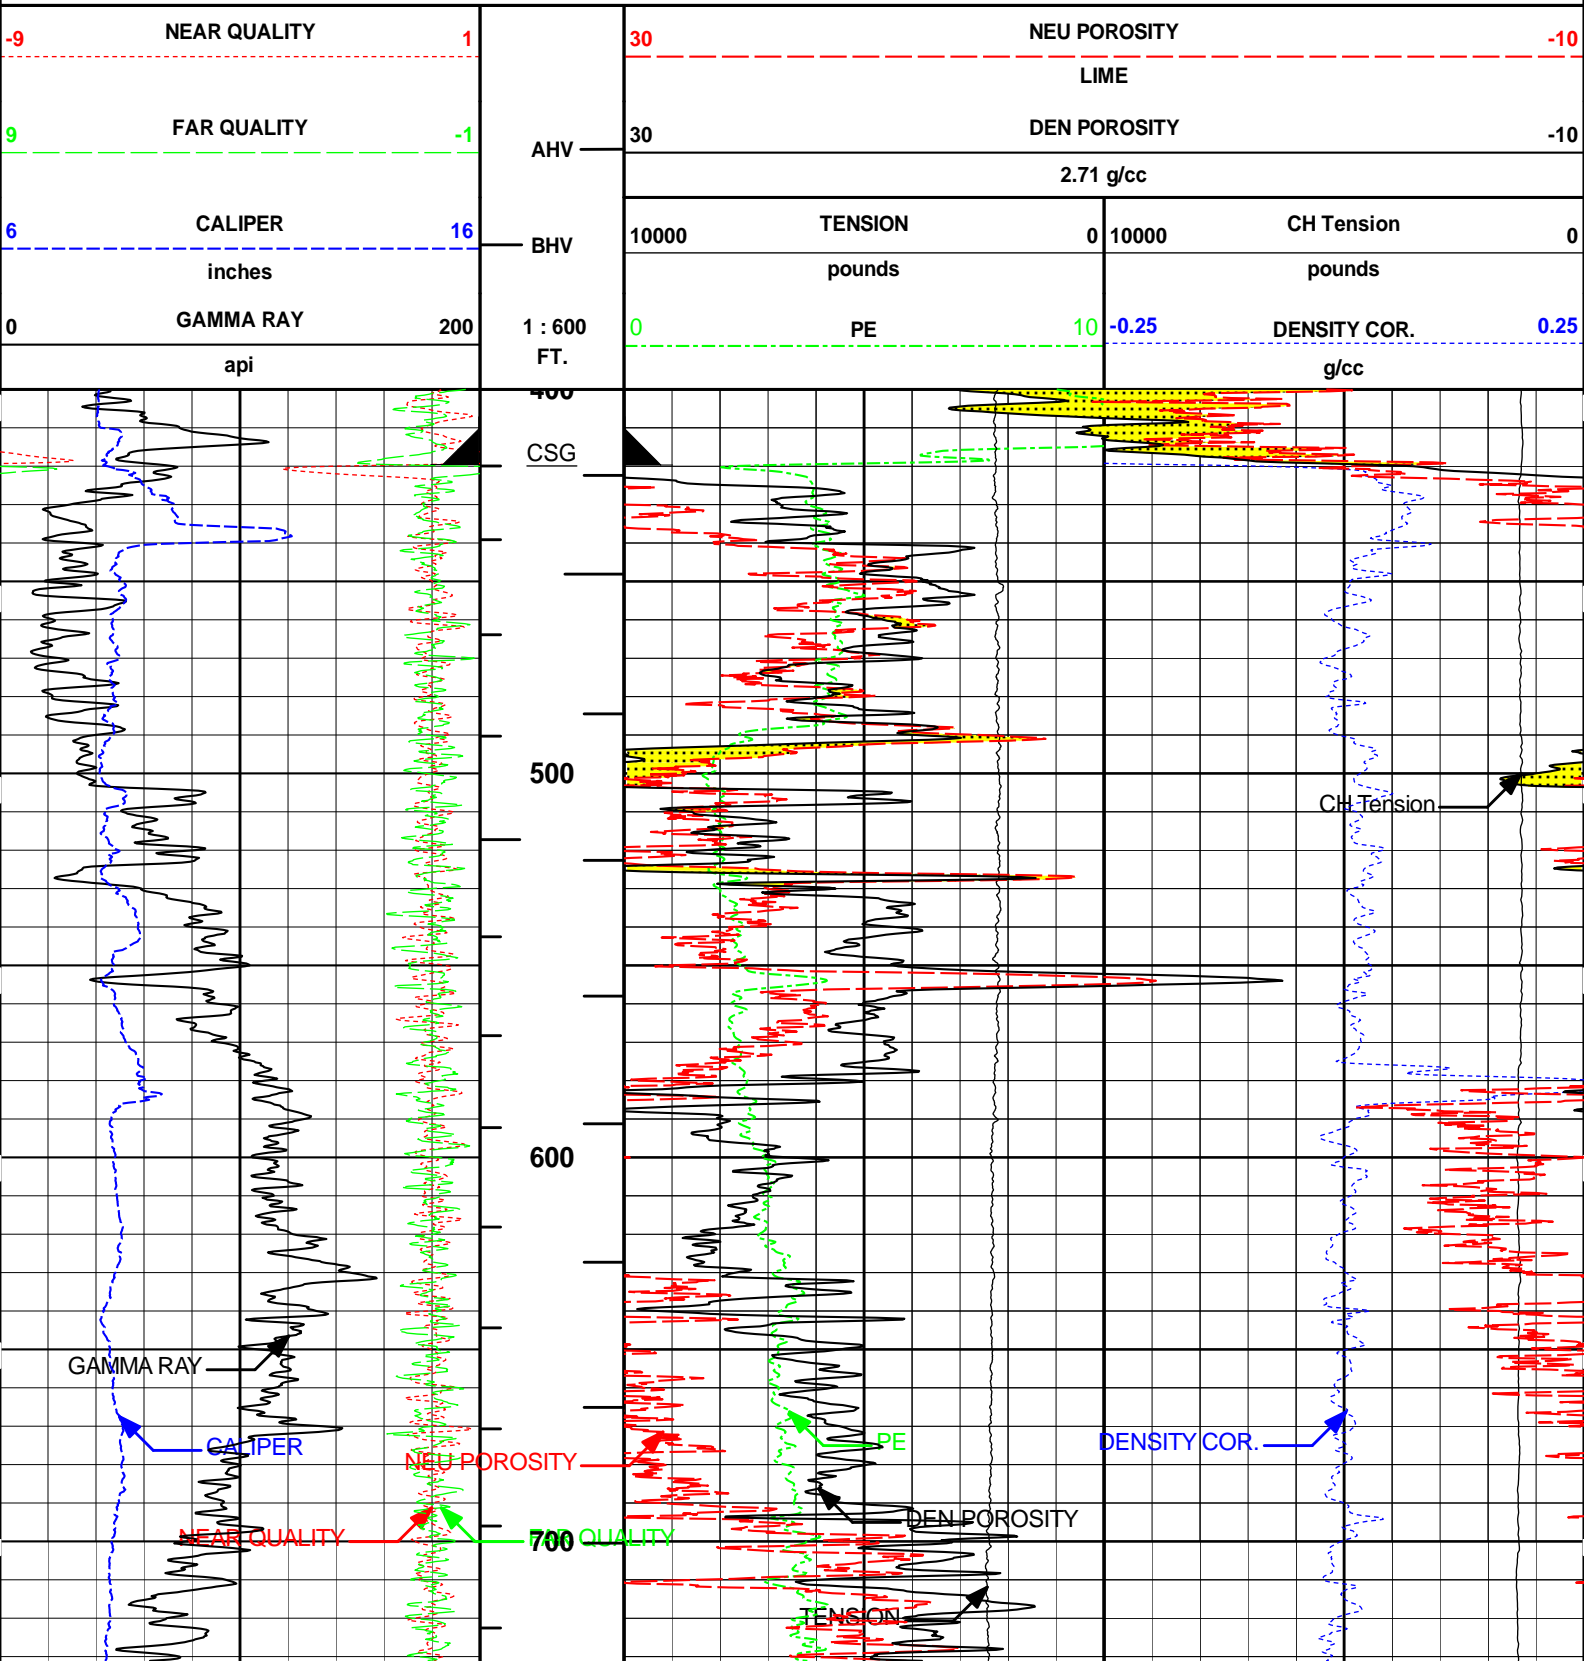 NEAR QUALITY
-9 1
FAR QUALITY
9 -1
CALIPER
6 16
inches
GAMMA RAY
0 200
api
AHV
BHV
1 : 600
FT.
NEU POROSITY
30 -10
LIME
DEN POROSITY
30 -10
2.71 g/cc
TENSION
10000 0
pounds
PE
0 10
CH Tension
10000 0
pounds
DENSITY COR.
-0.25 0.25
g/cc
400
CSG
500
CH Tension
600
GAMMA RAY
CALIPER
NEU POROSITY
PE
DENSITY COR.
DEN POROSITY
NEAR QUALITY
FAR QUALITY
700
TENSION